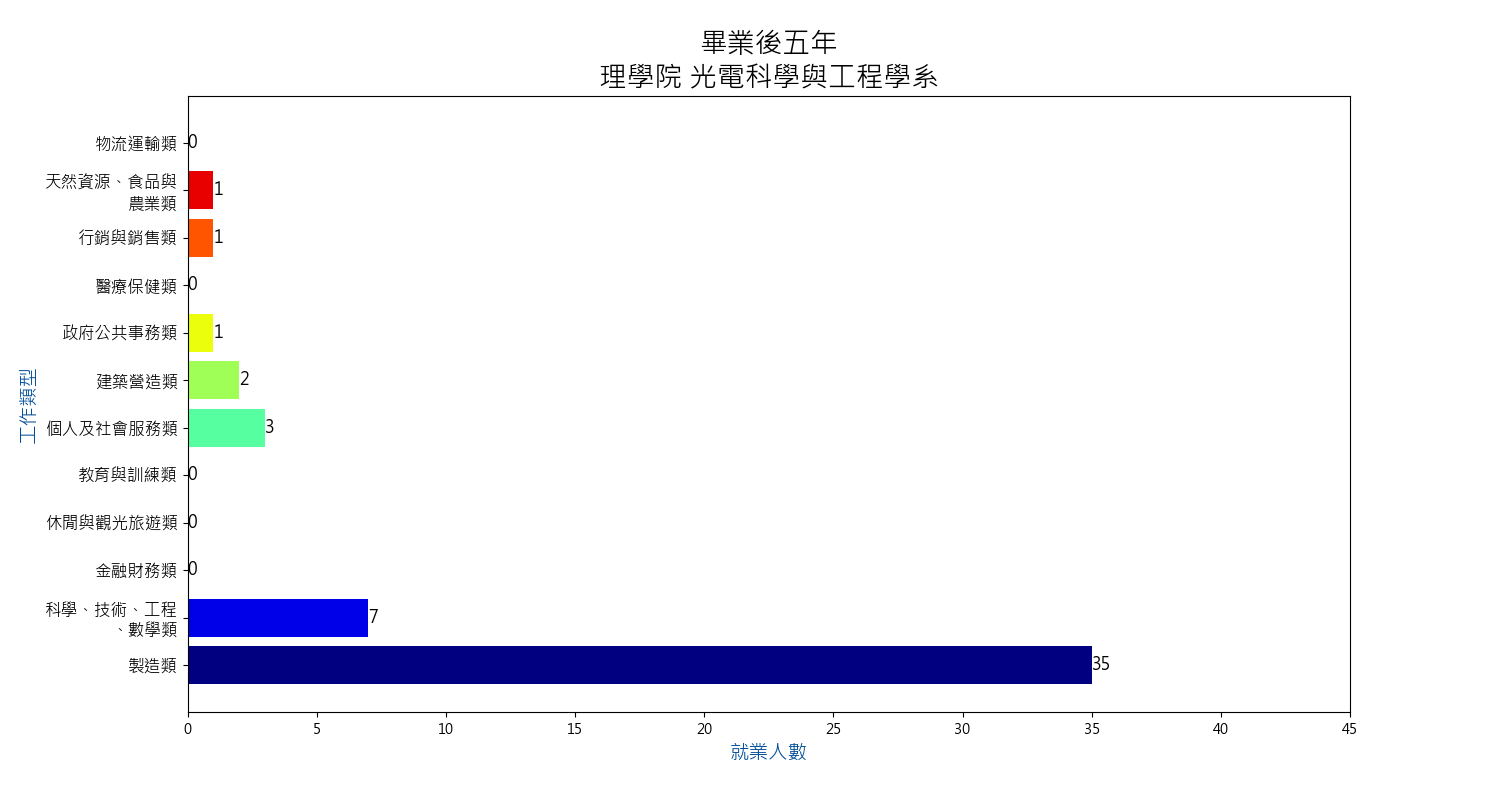 畢業後五年
理學院 光電科學與工程學系
物流運輸類
0
天然資源、食品與
農業類
1
行銷與銷售類
1
醫療保健類
0
政府公共事務類
1
建築營造類
2
個人及社會服務類
3
教育與訓練類
0
休閒與觀光旅遊類
0
金融財務類
0
科學、技術、工程
、數學類
7
製造類
35
工作類型
0 5 10 15 20 25 30 35 40 45
就業人數